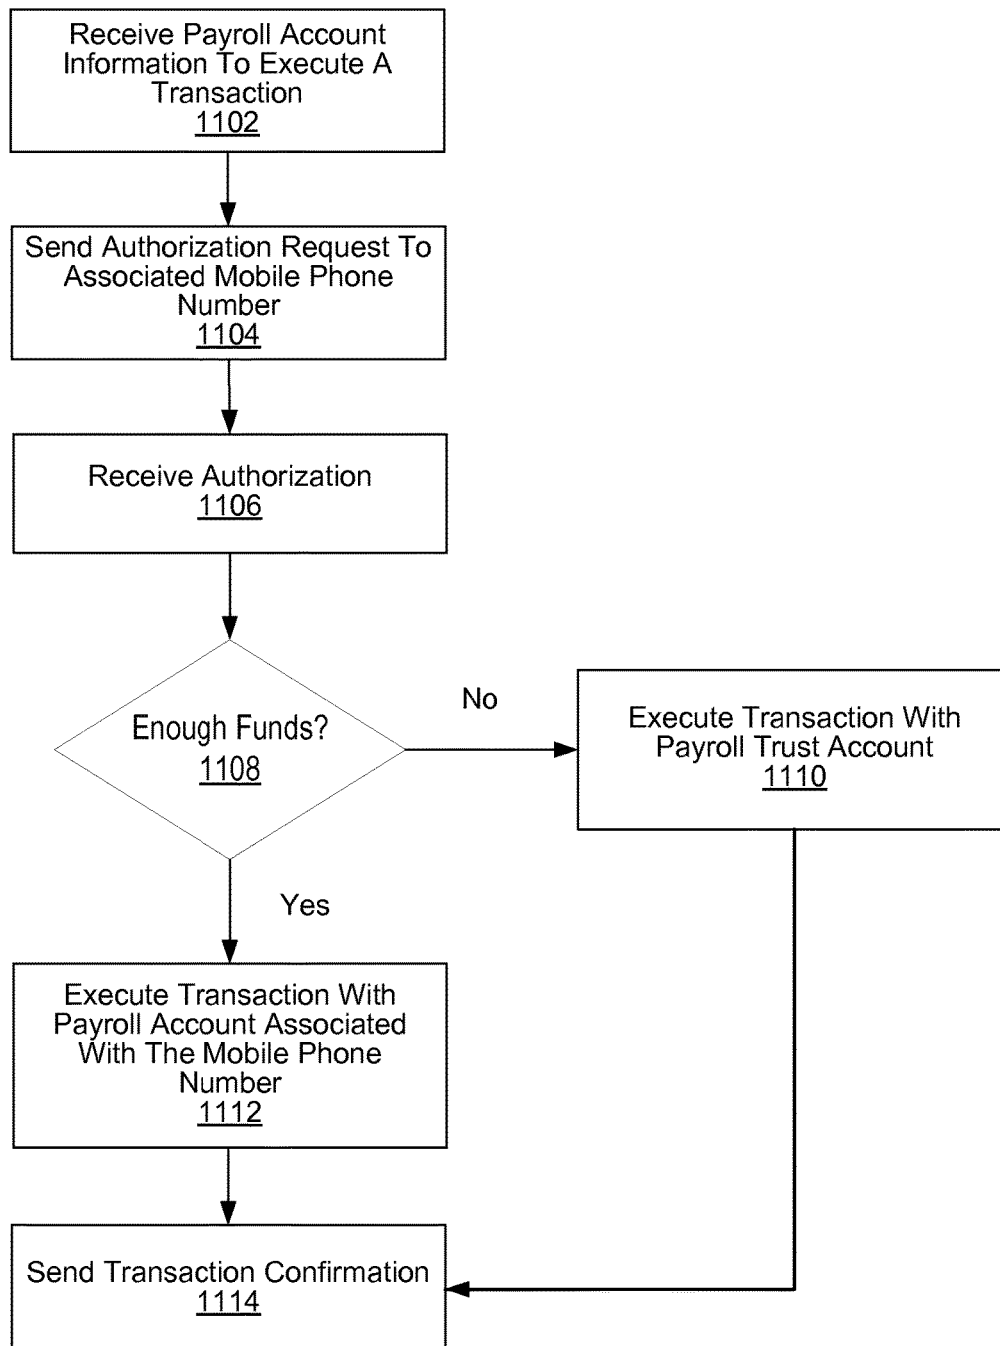 Receive Payroll Account
Information To Execute A
Transaction
1102
Send Authorization Request To
Associated Mobile Phone
Number
1104
Receive Authorization
1106
Enough Funds?
1108
No
Execute Transaction With
Payroll Trust Account
1110
Yes
Execute Transaction With
Payroll Account Associated
With The Mobile Phone
Number
1112
Send Transaction Confirmation
1114